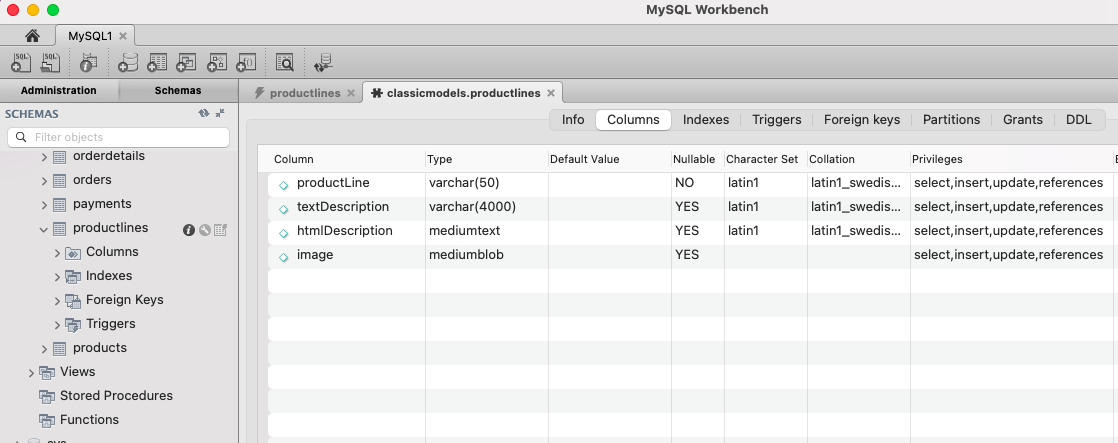 MySQL Workbench
MySQL1
Administration Schemas
SCHEMAS
Filter objects
orderdetails
orders
payments
productlines
Columns
Indexes
Foreign Keys
Triggers
products
Views
Stored Procedures
Functions
productlines classicmodels.productlines
Info Columns Indexes Triggers Foreign keys Partitions Grants DDL
Column Type Default Value Nullable Character Set Collation Privileges
productLine varchar(50) NO latin1 latin1_swedis... select,insert,update,references
textDescription varchar(4000) YES latin1 latin1_swedis... select,insert,update,references
htmlDescription mediumtext YES latin1 latin1_swedis... select,insert,update,references
image mediumblob YES select,insert,update,references